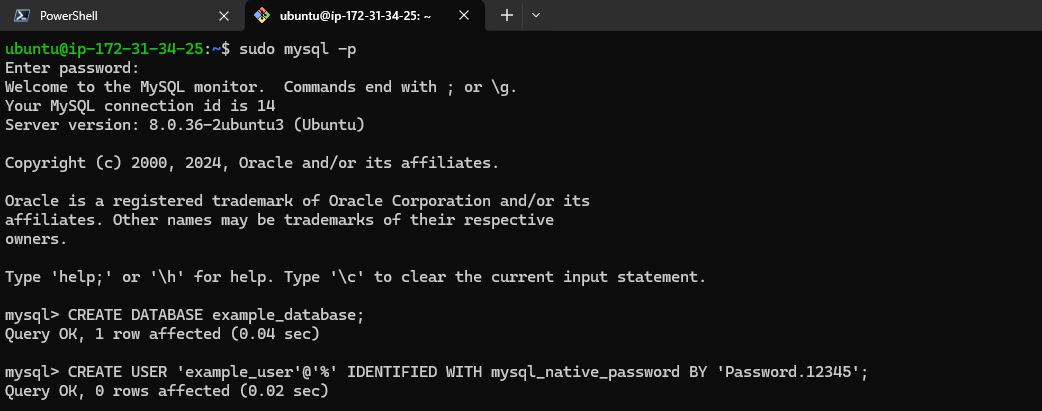 PowerShell
ubuntu@ip-172-31-34-25: ~
ubuntu@ip-172-31-34-25:~$ sudo mysql -p
Enter password:
Welcome to the MySQL monitor.  Commands end with ; or \g.
Your MySQL connection id is 14
Server version: 8.0.36-2ubuntu3 (Ubuntu)
Copyright (c) 2000, 2024, Oracle and/or its affiliates.
Oracle is a registered trademark of Oracle Corporation and/or its
affiliates. Other names may be trademarks of their respective
owners.
Type 'help;' or '\h' for help. Type '\c' to clear the current input statement.
mysql> CREATE DATABASE example_database;
Query OK, 1 row affected (0.04 sec)
mysql> CREATE USER 'example_user'@'%' IDENTIFIED WITH mysql_native_password BY 'Password.12345';
Query OK, 0 rows affected (0.02 sec)